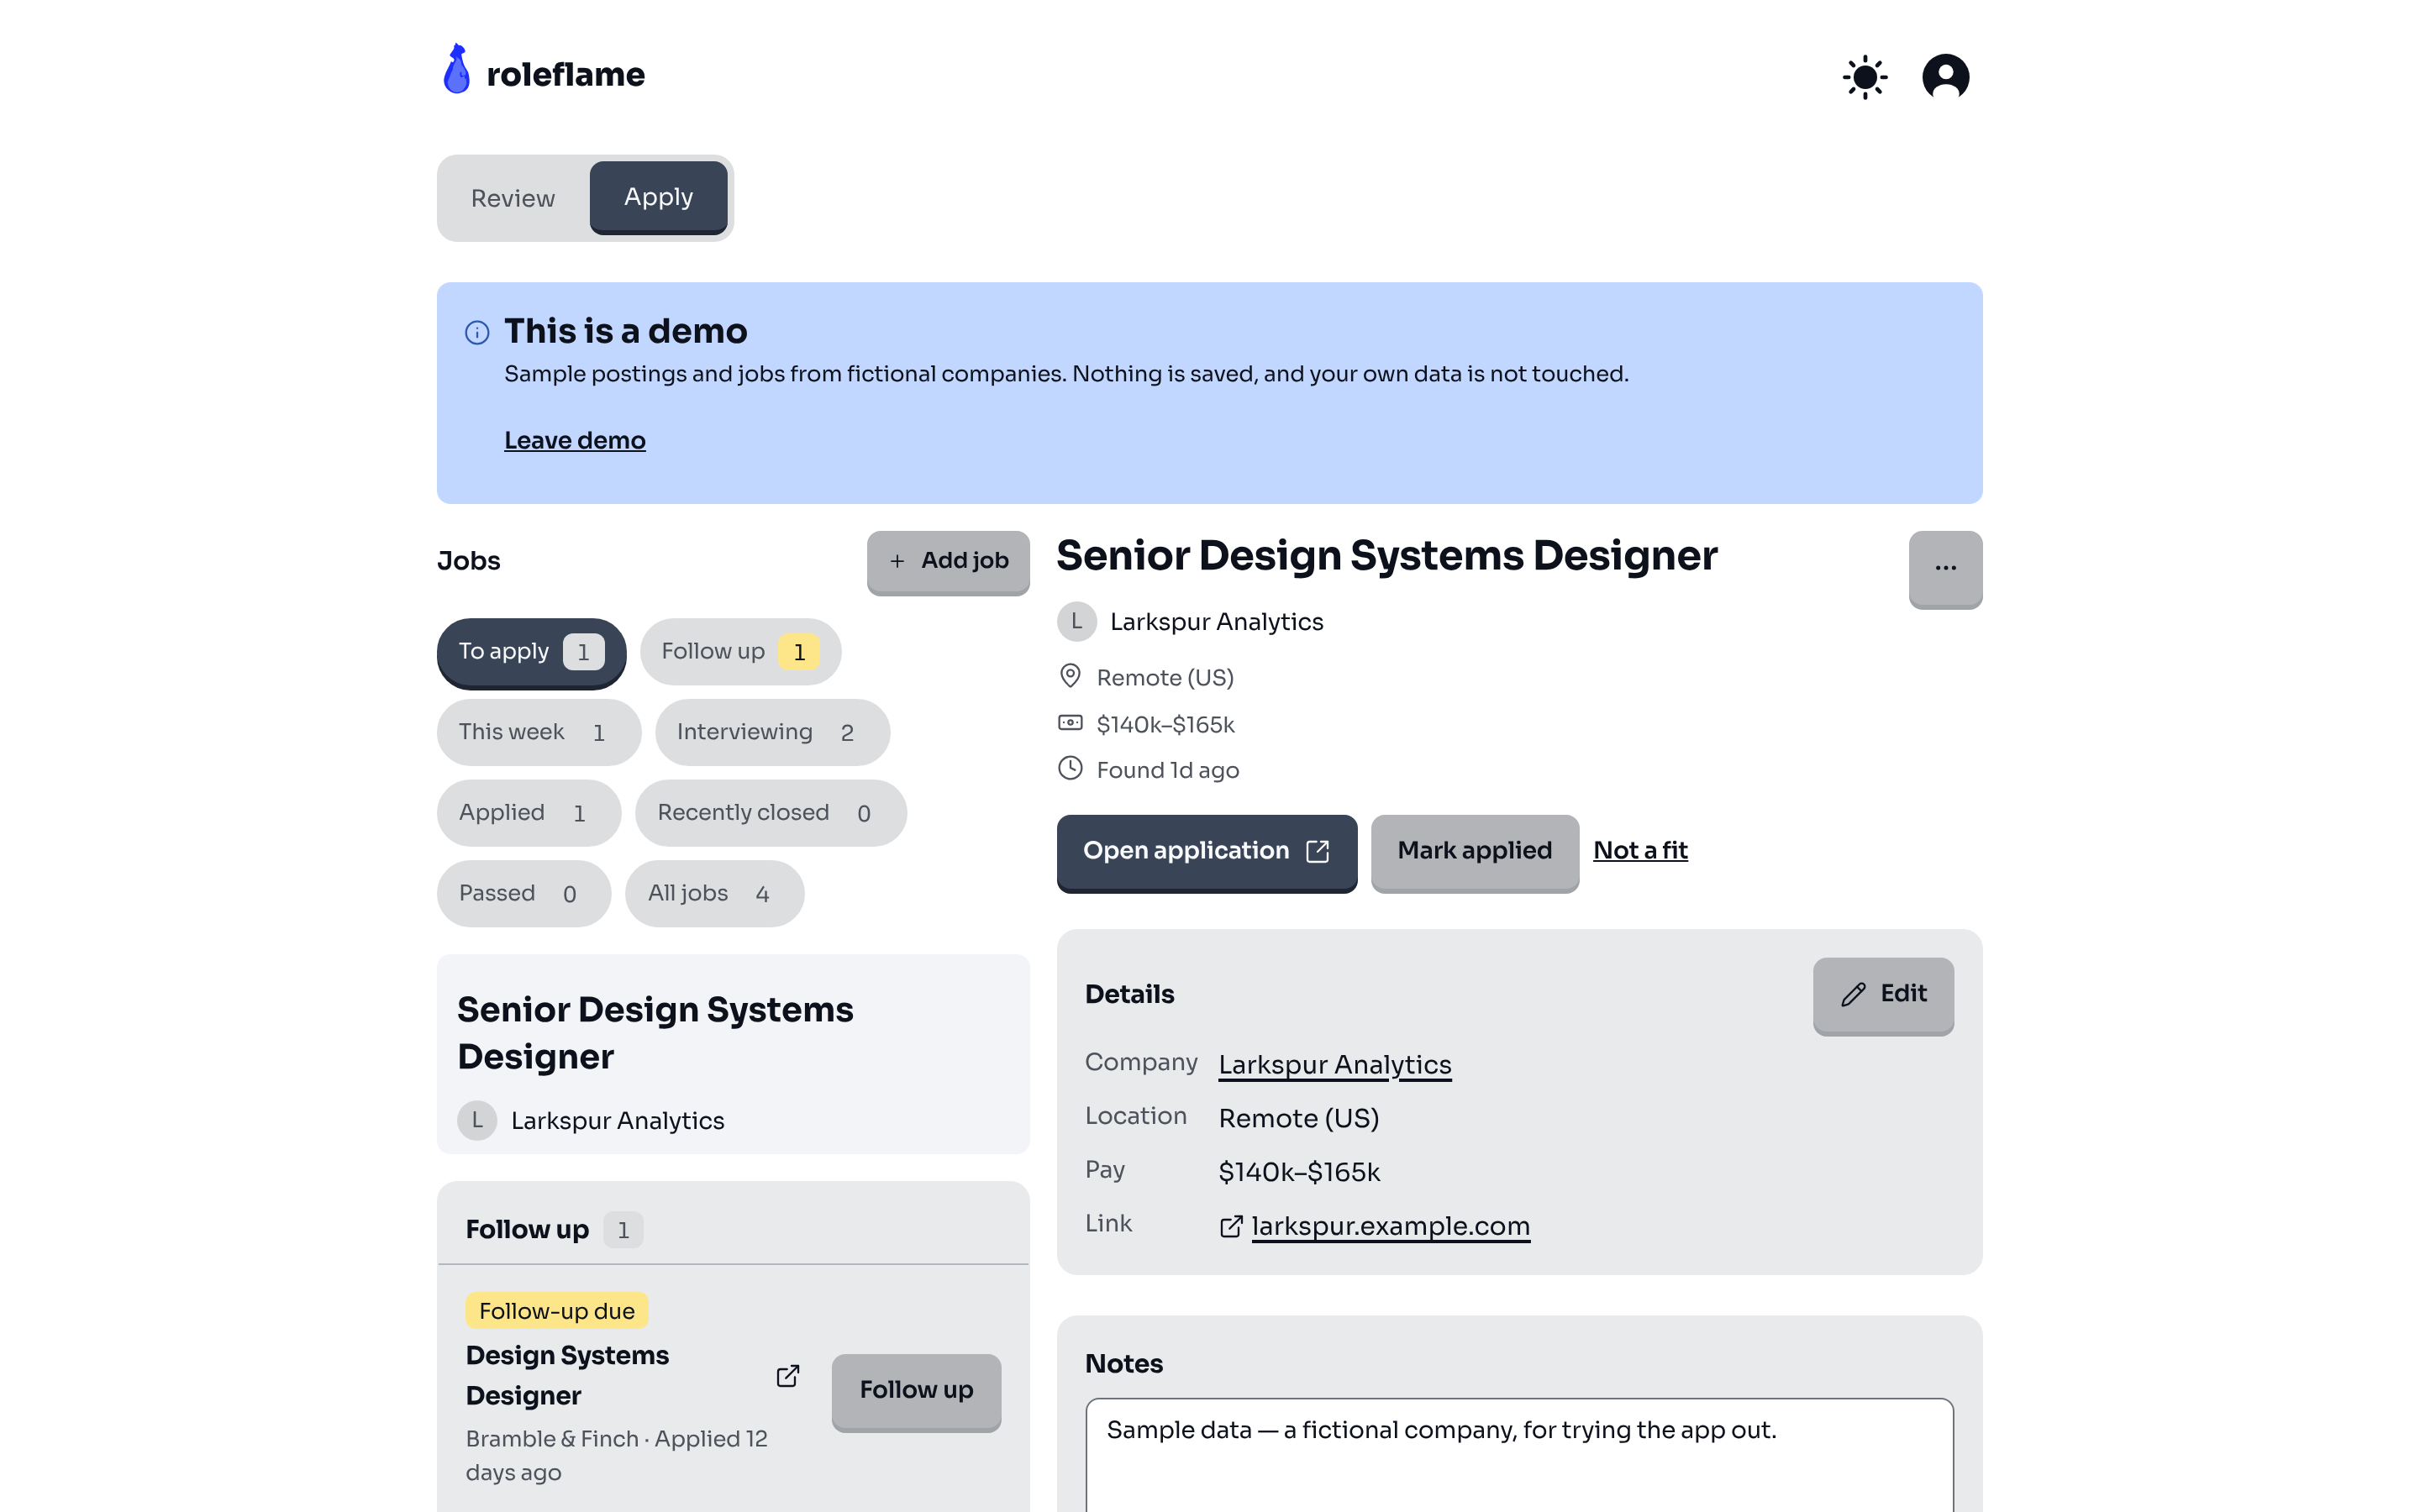 roleflame
Review
Apply
This is a demo
Sample postings and jobs from fictional companies. Nothing is saved, and your own data is not touched.
Leave demo
Jobs
+ Add job
To apply 1
Follow up 1
This week 1
Interviewing 2
Applied 1
Recently closed 0
Passed 0
All jobs 4
Senior Design Systems
Designer
L Larkspur Analytics
Follow up 1
Follow-up due
Design Systems
Designer
Bramble & Finch · Applied 12
days ago
Follow up
Senior Design Systems Designer
...
L Larkspur Analytics
Remote (US)
$140k–$165k
Found 1d ago
Open application
Mark applied
Not a fit
Details
Edit
Company Larkspur Analytics
Location Remote (US)
Pay $140k–$165k
Link larkspur.example.com
Notes
Sample data — a fictional company, for trying the app out.